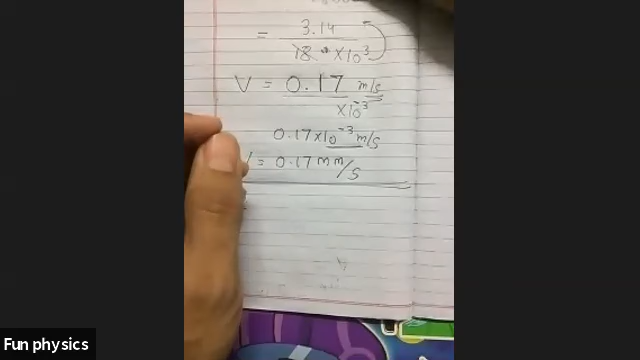 = 3.14
18 × 10³
V = 0.17 m/s
×10⁻³
0.17×10⁻³ m/s
= 0.17 mm/s
Fun physics